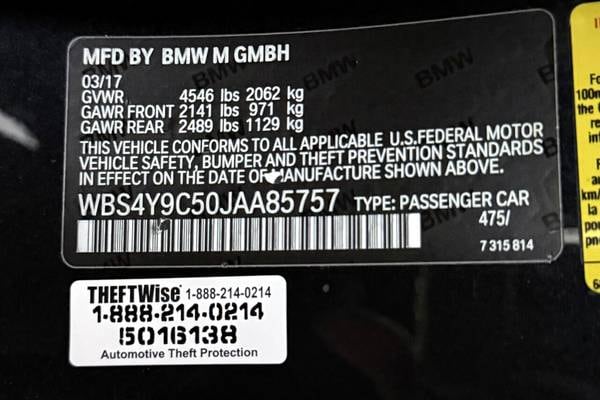 MFD BY BMW M GMBH
03/17
GVWR 4546 lbs 2062 kg
GAWR FRONT 2141 lbs 971 kg
GAWR REAR 2489 lbs 1129 kg
THIS VEHICLE CONFORMS TO ALL APPLICABLE U.S.FEDERAL MOTOR
VEHICLE SAFETY, BUMPER AND THEFT PREVENTION STANDARDS
IN EFFECT ON THE DATE OF MANUFACTURE SHOWN ABOVE.
WBS4Y9C50JAA85757 TYPE: PASSENGER CAR
475/
7 315 814
THEFTWise 1-888-214-0214
1-888-214-0214
I5016138
Automotive Theft Protection
100m
the